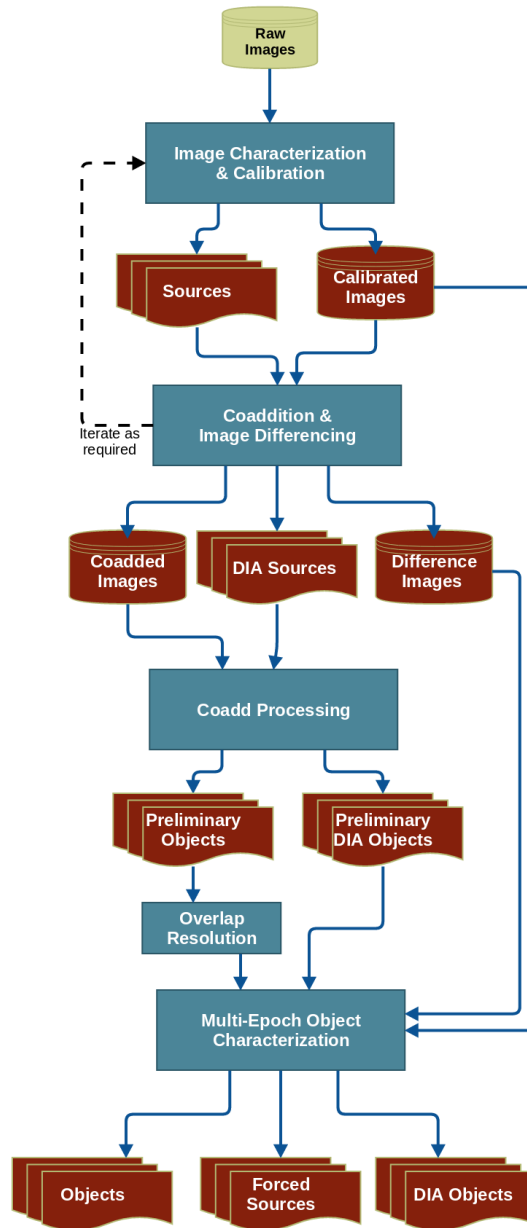 Raw
Images
Image Characterization
& Calibration
Sources
Calibrated
Images
Coaddition &
Image Differencing
Iterate as
required
Coadded
Images
DIA Sources
Difference
Images
Coadd Processing
Preliminary
Objects
Preliminary
DIA Objects
Overlap
Resolution
Multi-Epoch Object
Characterization
Objects
Forced
Sources
DIA Objects